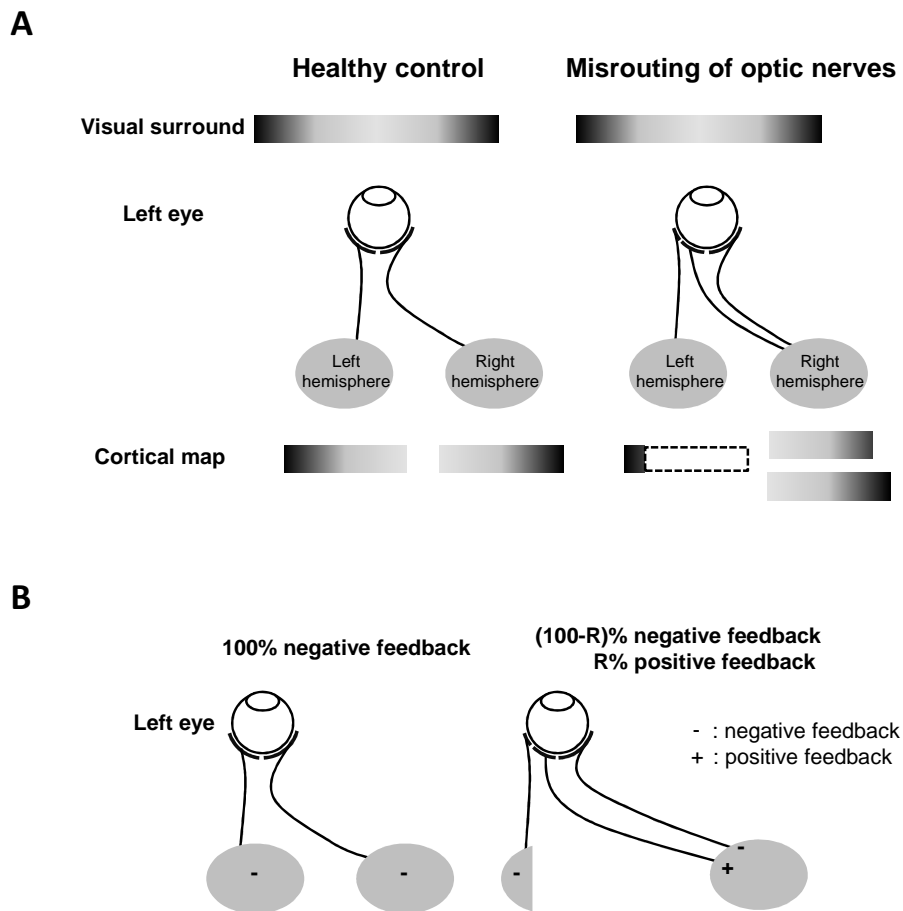 A
Healthy control
Misrouting of optic nerves
Visual surround
Left eye
Left
hemisphere
Right
hemisphere
Left
hemisphere
Right
hemisphere
Cortical map
B
100% negative feedback
(100-R)% negative feedback
R% positive feedback
Left eye
- : negative feedback
+ : positive feedback
-
-
-
-
+